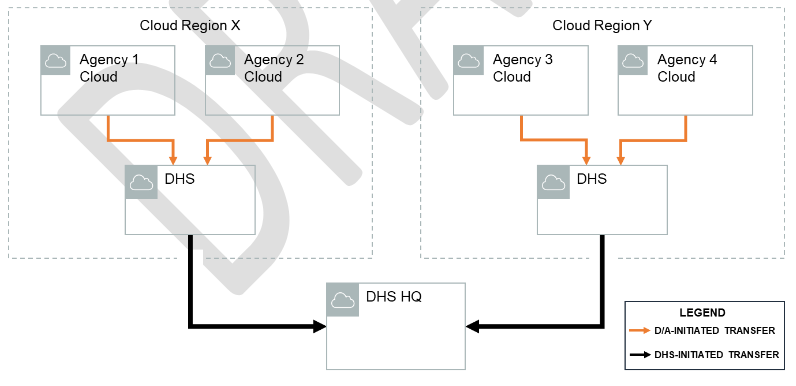 Cloud Region X
Cloud Region Y
Agency 1
Cloud
Agency 2
Cloud
Agency 3
Cloud
Agency 4
Cloud
DHS
DHS
DHS HQ
LEGEND
D/A-INITIATED TRANSFER
DHS-INITIATED TRANSFER